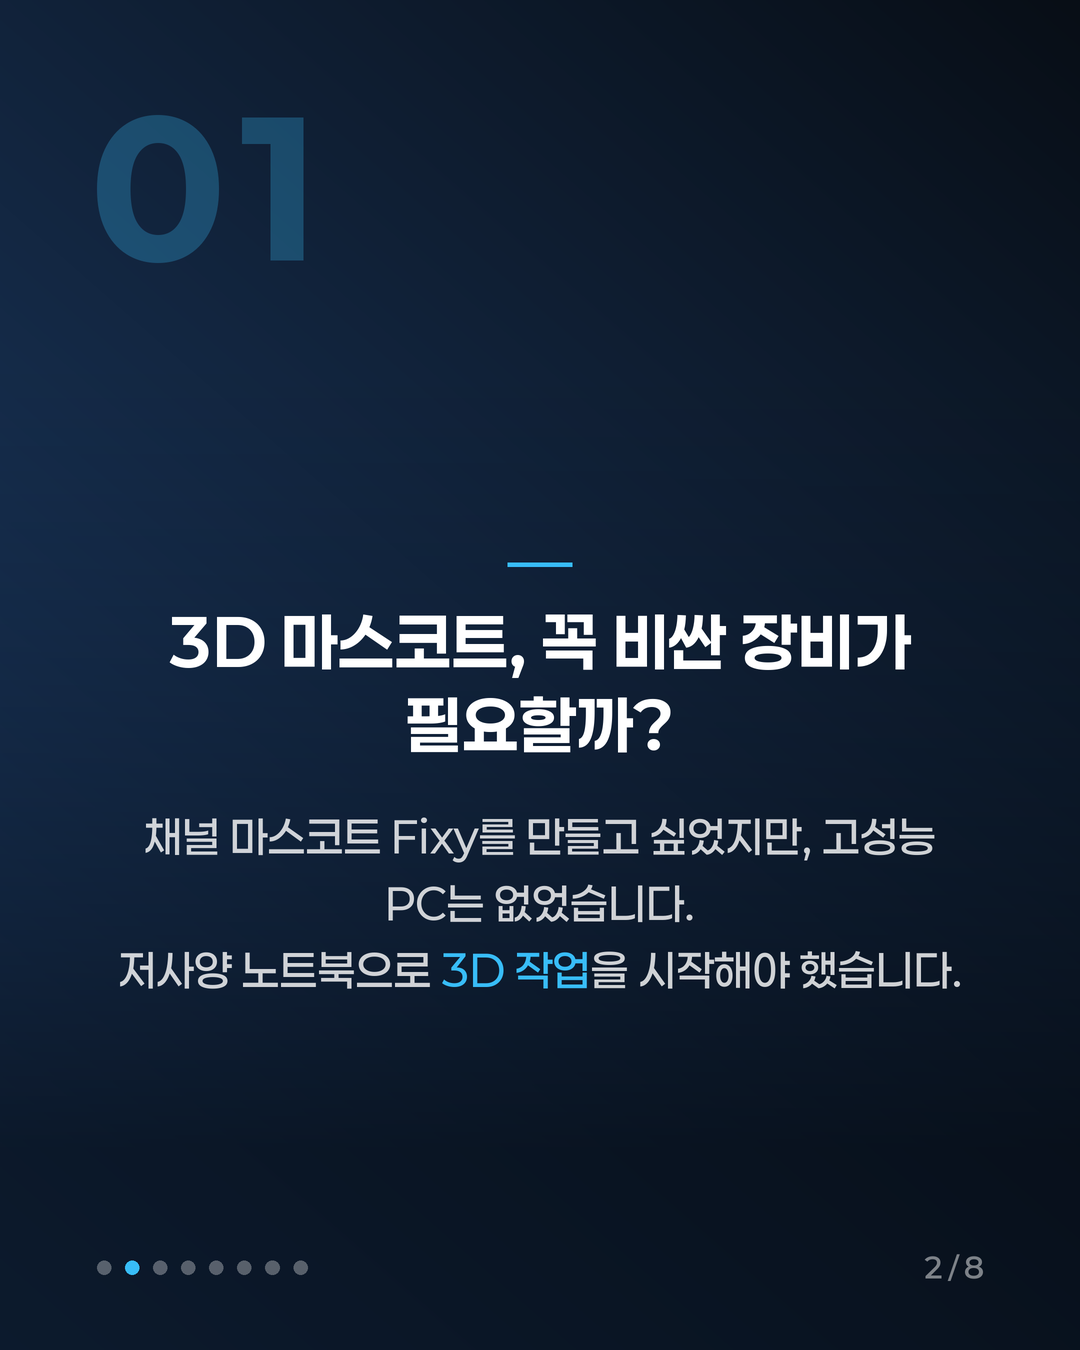 01
3D 마스코트, 꼭 비싼 장비가
필요할까?
채널 마스코트 Fixy를 만들고 싶었지만, 고성능
PC는 없었습니다.
저사양 노트북으로 3D 작업을 시작해야 했습니다.
2/8